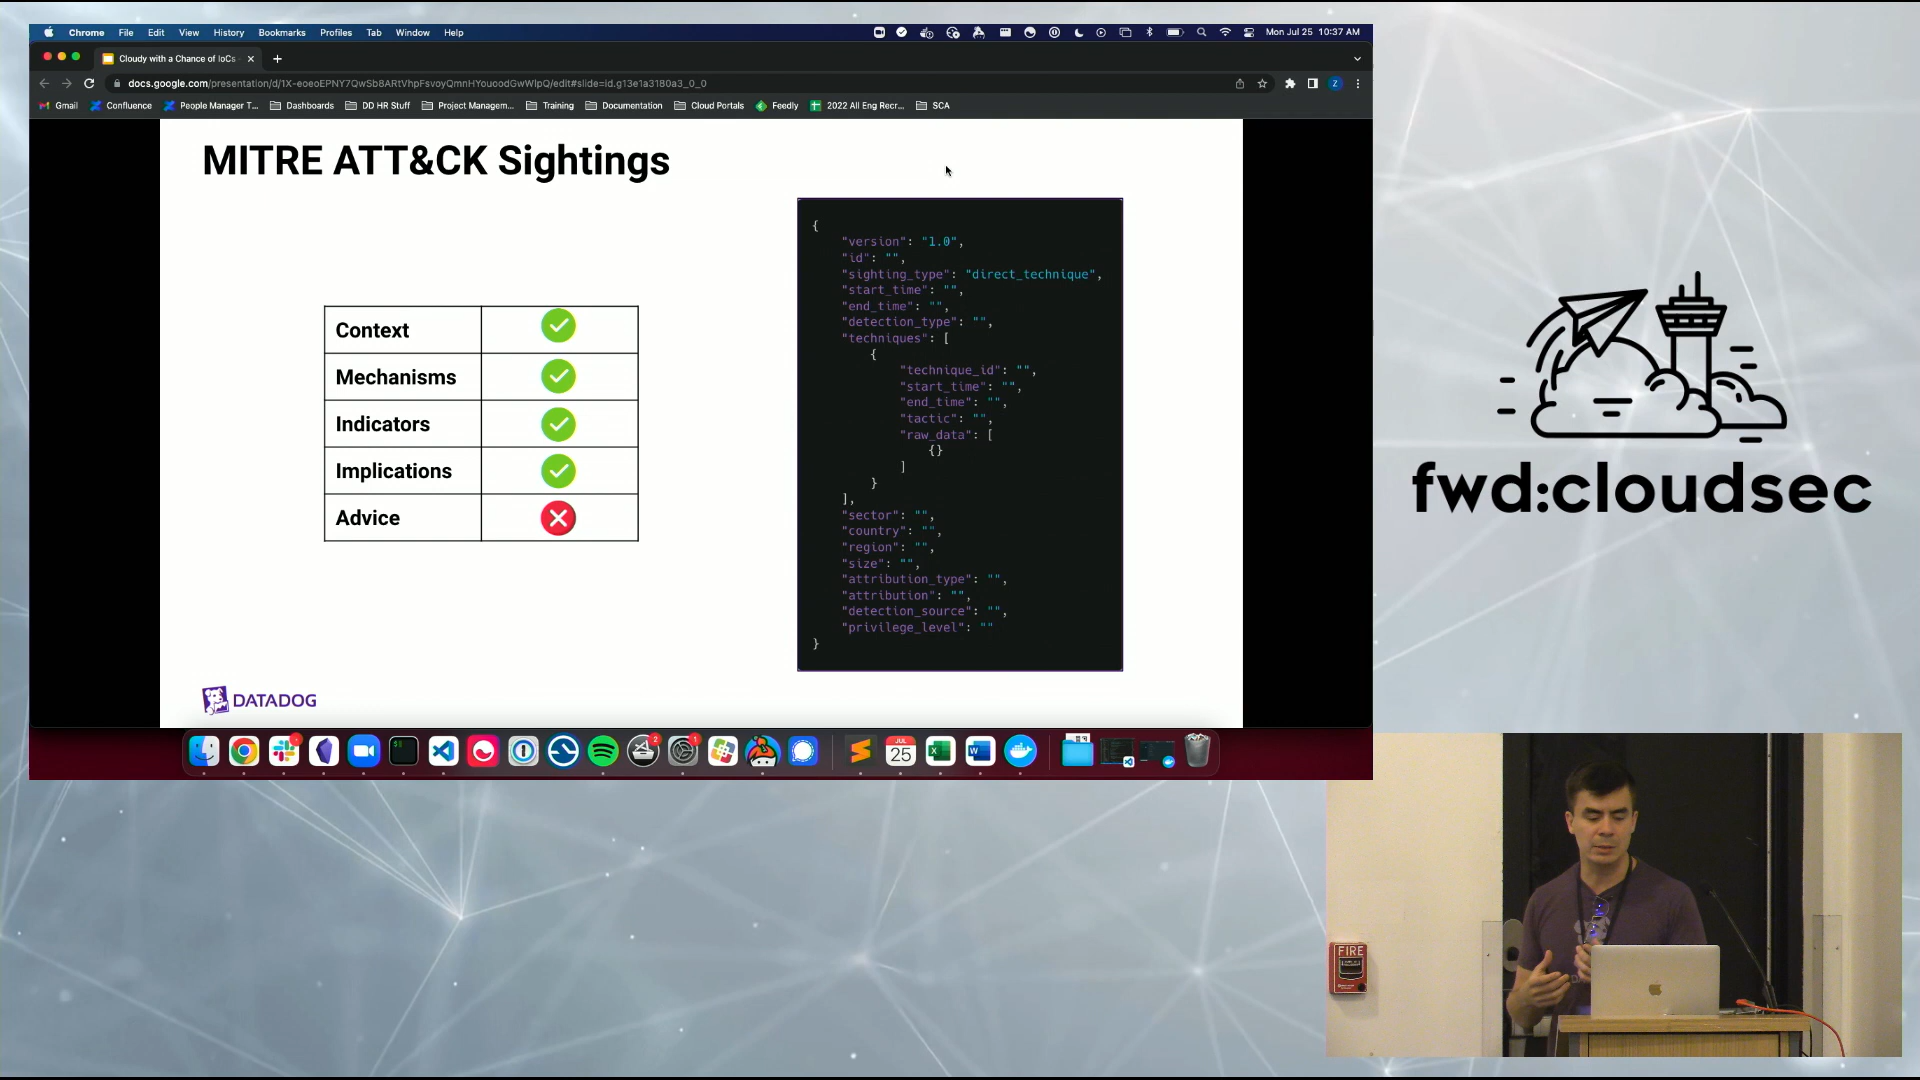 Chrome File Edit View History Bookmarks Profiles Tab Window Help
Mon Jul 25 10:37 AM
Cloudy with a Chance of IoCs
docs.google.com/presentation/d/1X-eoeoEPNY7QwSb8ARtVhpFsvoyQmnHYouoodGwWlpQ/edit#slide=id.g13e1a3180a3_0_0
Z
Gmail Confluence People Manager T... Dashboards DD HR Stuff Project Managem... Training Documentation Cloud Portals Feedly 2022 All Eng Recr... SCA
MITRE ATT&CK Sightings
Context
Mechanisms
Indicators
Implications
Advice
{
"version": "1.0",
"id": "",
"sighting_type": "direct_technique",
"start_time": "",
"end_time": "",
"detection_type": "",
"techniques": [
{
"technique_id": "",
"start_time": "",
"end_time": "",
"tactic": "",
"raw_data": [
{}
]
}
],
"sector": "",
"country": "",
"region": "",
"size": "",
"attribution_type": "",
"attribution": "",
"detection_source": "",
"privilege_level": ""
}
DATADOG
JUL
25
fwd:cloudsec
FIRE